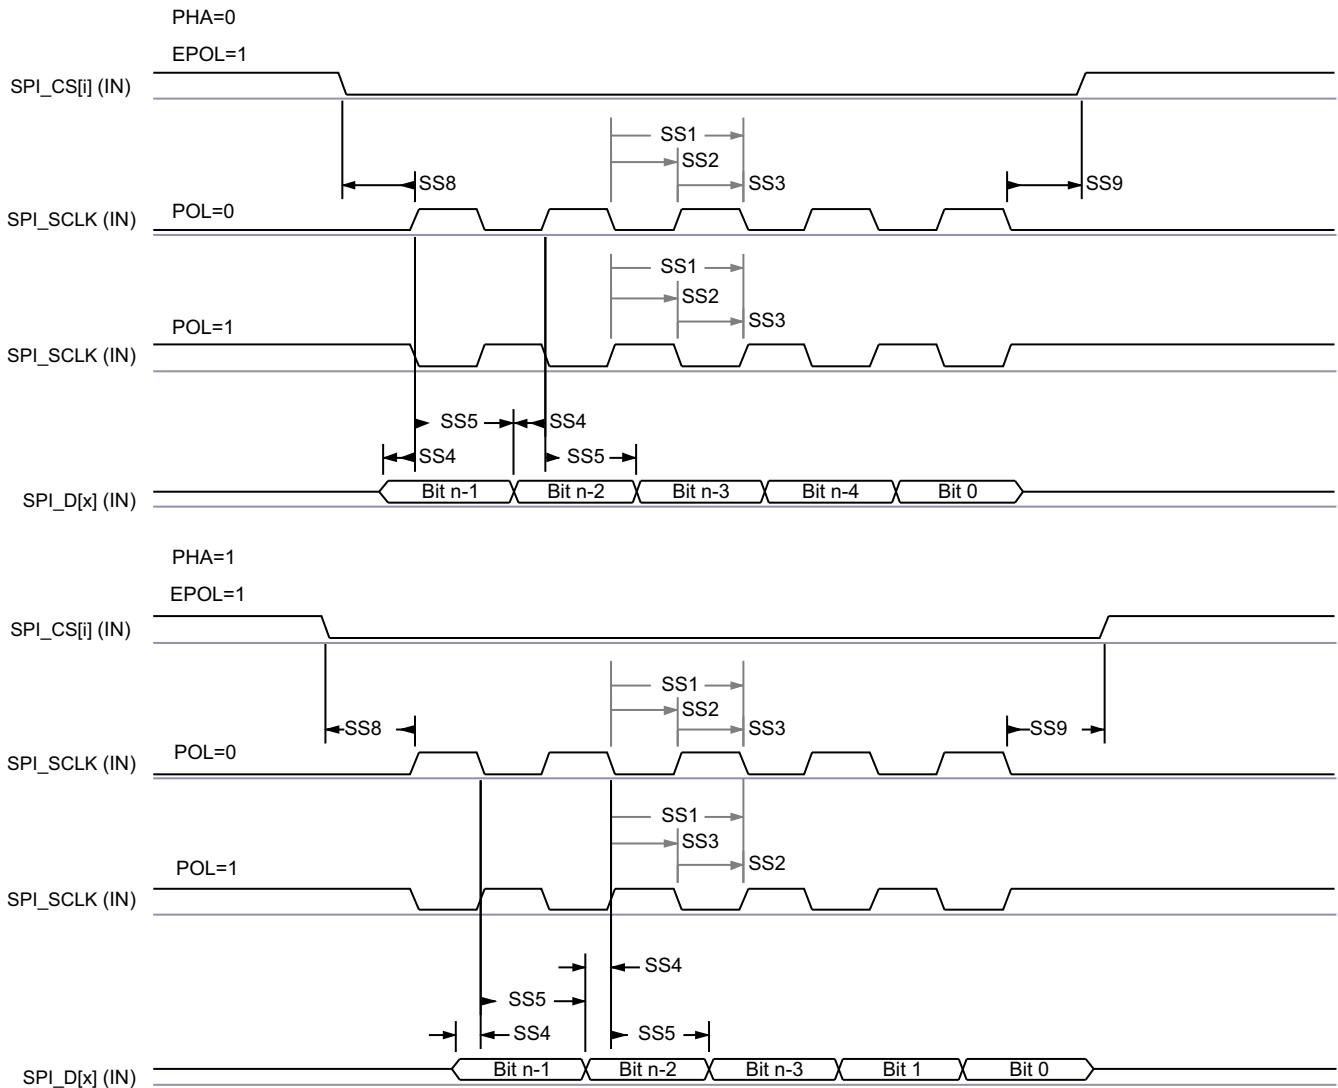 PHA=0
EPOL=1
SPI_CS[i] (IN)
SS1
SS2
SS8
SS3
SS9
POL=0
SPI_SCLK (IN)
SS1
SS2
SS3
POL=1
SPI_SCLK (IN)
SS5
SS4
SS4
SS5
Bit n-1
Bit n-2
Bit n-3
Bit n-4
Bit 0
SPI_D[x] (IN)
PHA=1
EPOL=1
SPI_CS[i] (IN)
SS1
SS2
SS8
SS3
SS9
POL=0
SPI_SCLK (IN)
SS1
SS3
SS2
POL=1
SPI_SCLK (IN)
SS4
SS5
SS4
SS5
Bit n-1
Bit n-2
Bit n-3
Bit 1
Bit 0
SPI_D[x] (IN)